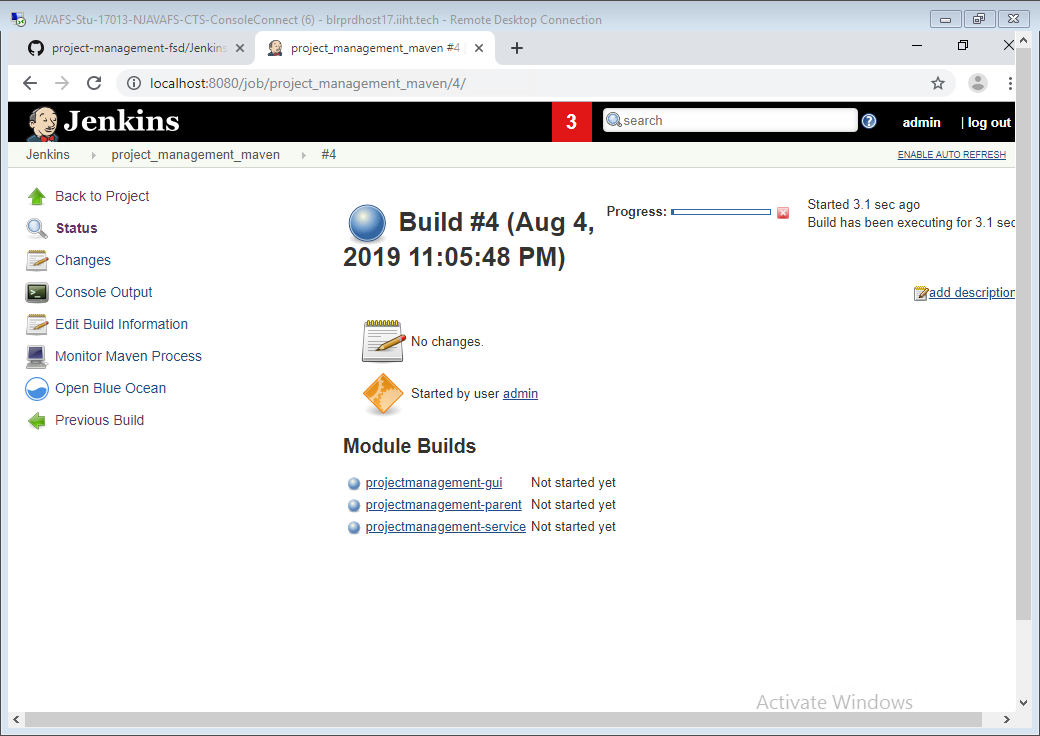 JAVAFS-Stu-17013-NJAVAFS-CTS-ConsoleConnect (6) - blrprdhost17.iiht.tech - Remote Desktop Connection
project-management-fsd/Jenkins
project_management_maven #4
localhost:8080/job/project_management_maven/4/
Jenkins
3
search
admin
| log out
Jenkins
project_management_maven
#4
ENABLE AUTO REFRESH
Back to Project
Status
Changes
Console Output
Edit Build Information
Monitor Maven Process
Open Blue Ocean
Previous Build
Build #4 (Aug 4,
2019 11:05:48 PM)
Progress:
Started 3.1 sec ago
Build has been executing for 3.1 sec
add description
No changes.
Started by user admin
Module Builds
projectmanagement-gui Not started yet
projectmanagement-parent Not started yet
projectmanagement-service Not started yet
Activate Windows